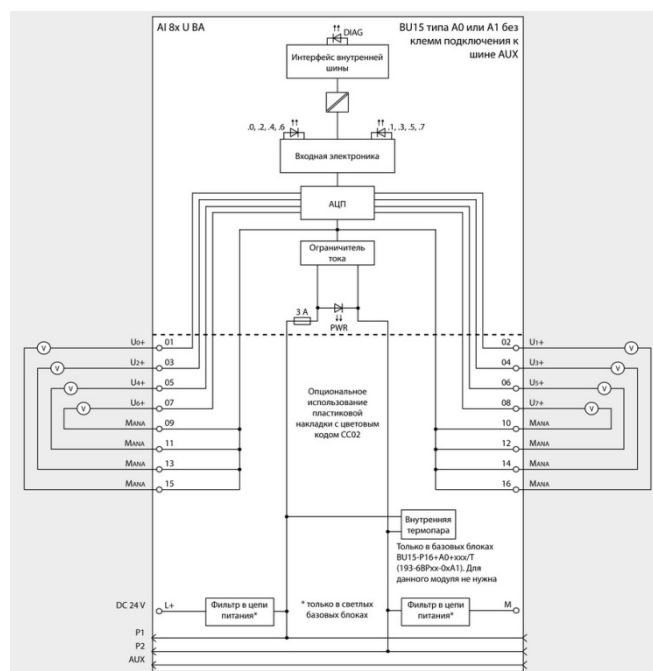 AI 8x U BA
BU15 типа A0 или A1 без
клемм подключения к
шине AUX
DIAG
Интерфейс внутренней
шины
.0, .2, .4, .6
.1, .3, .5, .7
Входная электроника
АЦП
Ограничитель
тока
3 A
PWR
U0+ 01
02 U1+
V
V
U2+ 03
04 U3+
V
V
U4+ 05
06 U5+
V
V
U6+ 07
08 U7+
V
V
MANA 09
10 MANA
MANA 11
12 MANA
MANA 13
14 MANA
MANA 15
16 MANA
Опциональное
использование
пластиковой
накладки с цветовым
кодом CC02
Внутренняя
термопара
Только в базовых блоках
BU15-P16+A0+xxx/T
(193-6BPxx-0xA1). Для
данного модуля не нужна
DC 24 V L+
Фильтр в цепи
питания*
* только в светлых
базовых блоках
Фильтр в цепи
питания*
M
P1
P2
AUX